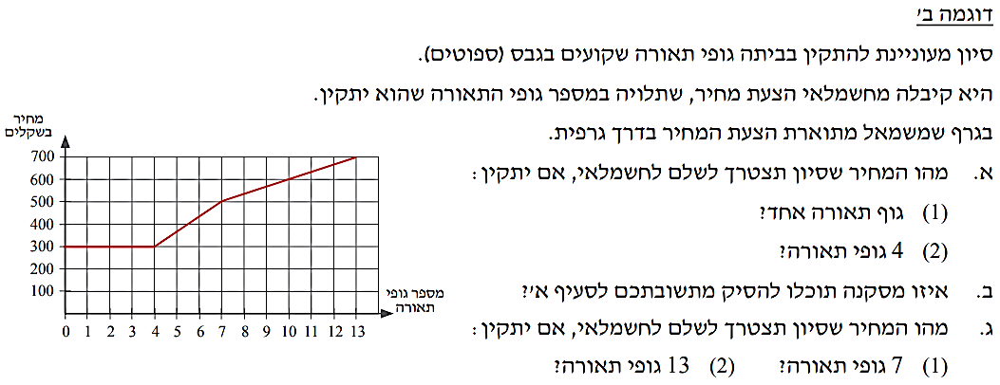 דוגמה ב׳
סיון מעוניינת להתקין בביתה גופי תאורה שקועים בגבס (ספוטים).
היא קיבלה מחשמלאי הצעת מחיר, שתלויה במספר גופי התאורה שהוא יתקין.
בגרף שמשמאל מתוארת הצעת המחיר בדרך גרפית.
א. מהו המחיר שסיון תצטרך לשלם לחשמלאי, אם יתקין:
(1) גוף תאורה אחד?
(2) 4 גופי תאורה?
ב. איזו מסקנה תוכלו להסיק מתשובתכם לסעיף א׳?
ג. מהו המחיר שסיון תצטרך לשלם לחשמלאי, אם יתקין:
(1) 7 גופי תאורה? (2) 13 גופי תאורה?
מחיר
בשקלים
700
600
500
400
300
200
100
0 1 2 3 4 5 6 7 8 9 10 11 12 13
מספר גופי
תאורה